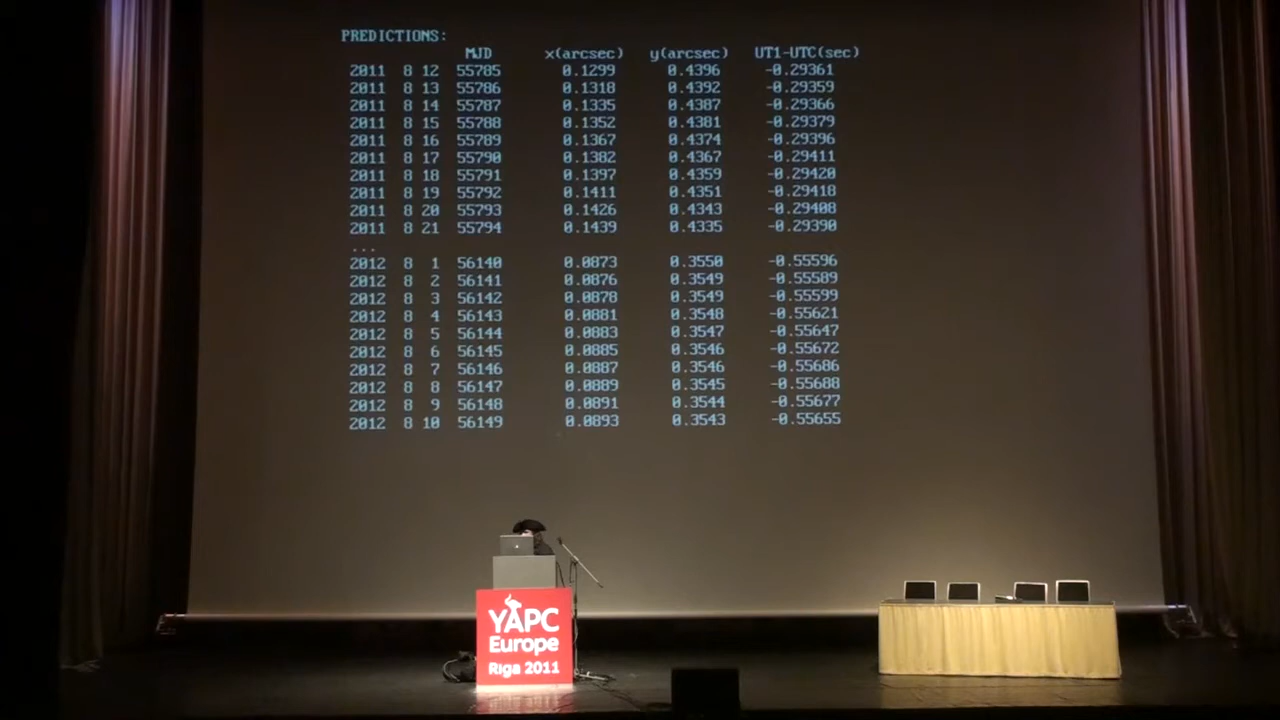 PREDICTIONS:
MJD x(arcsec) y(arcsec) UT1-UTC(sec)
2011 8 12 55785 0.1299 0.4396 -0.29361
2011 8 13 55786 0.1318 0.4392 -0.29359
2011 8 14 55787 0.1335 0.4387 -0.29366
2011 8 15 55788 0.1352 0.4381 -0.29379
2011 8 16 55789 0.1367 0.4374 -0.29396
2011 8 17 55790 0.1382 0.4367 -0.29411
2011 8 18 55791 0.1397 0.4359 -0.29420
2011 8 19 55792 0.1411 0.4351 -0.29418
2011 8 20 55793 0.1426 0.4343 -0.29408
2011 8 21 55794 0.1439 0.4335 -0.29390
...
2012 8 1 56140 0.0873 0.3550 -0.55596
2012 8 2 56141 0.0876 0.3549 -0.55589
2012 8 3 56142 0.0878 0.3549 -0.55599
2012 8 4 56143 0.0881 0.3548 -0.55621
2012 8 5 56144 0.0883 0.3547 -0.55647
2012 8 6 56145 0.0885 0.3546 -0.55672
2012 8 7 56146 0.0887 0.3546 -0.55686
2012 8 8 56147 0.0889 0.3545 -0.55688
2012 8 9 56148 0.0891 0.3544 -0.55677
2012 8 10 56149 0.0893 0.3543 -0.55655
YAPC
Europe
Riga 2011